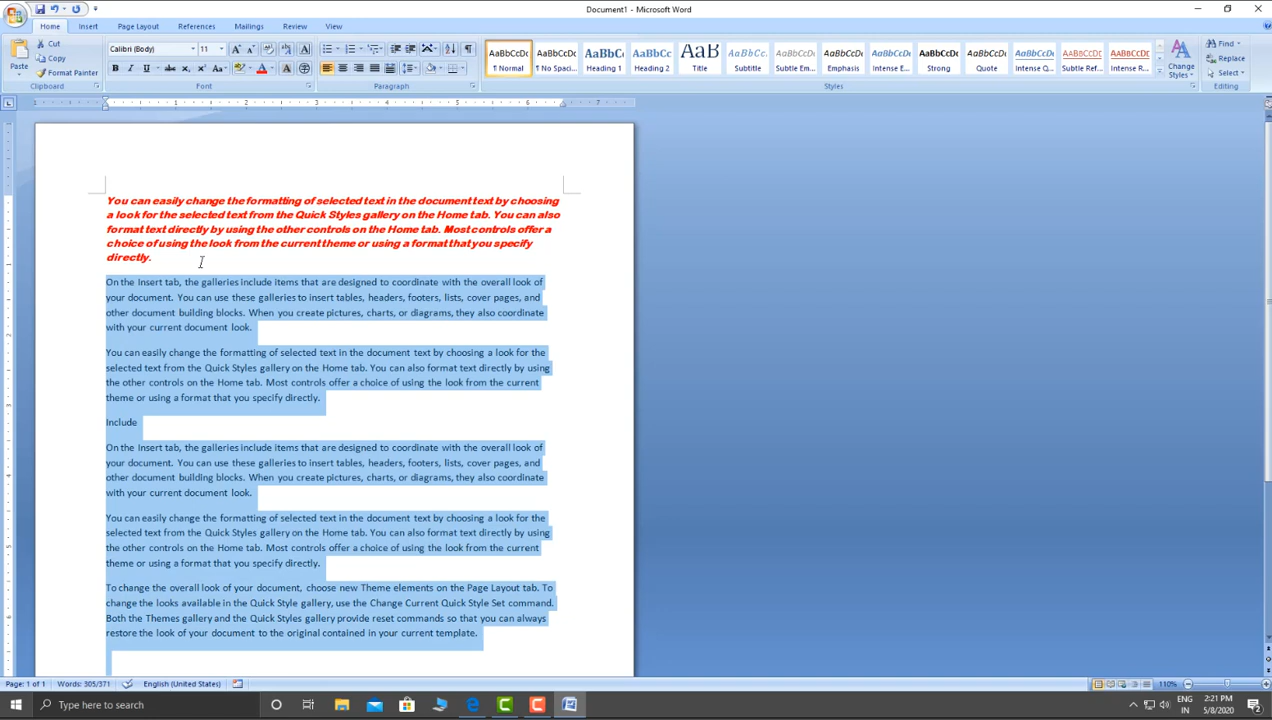 Document1 - Microsoft Word
Home Insert Page Layout References Mailings Review View
Paste
Cut
Copy
Format Painter
Clipboard
Calibri (Body) 11
Font
Paragraph
AaBbCcDc AaBbCcDc AaBbCc AaBbCc AaB AaBbCc. AaBbCcDc AaBbCcDc AaBbCcDc AaBbCcDc AaBbCcDc AaBbCcDc AaBbCcDc
¶ Normal ¶ No Spaci... Heading 1 Heading 2 Title Subtitle Subtle Em... Emphasis Intense E... Strong Quote Intense Q... Subtle Ref... Intense R...
Change Styles
Styles
Find
Replace
Select
Editing
1 1 2 3 4 5 6 7
You can easily change the formatting of selected text in the document text by choosing
a look for the selected text from the Quick Styles gallery on the Home tab. You can also
format text directly by using the other controls on the Home tab. Most controls offer a
choice of using the look from the current theme or using a format that you specify
directly.
On the Insert tab, the galleries include items that are designed to coordinate with the overall look of
your document. You can use these galleries to insert tables, headers, footers, lists, cover pages, and
other document building blocks. When you create pictures, charts, or diagrams, they also coordinate
with your current document look.
You can easily change the formatting of selected text in the document text by choosing a look for the
selected text from the Quick Styles gallery on the Home tab. You can also format text directly by using
the other controls on the Home tab. Most controls offer a choice of using the look from the current
theme or using a format that you specify directly.
Include
On the Insert tab, the galleries include items that are designed to coordinate with the overall look of
your document. You can use these galleries to insert tables, headers, footers, lists, cover pages, and
other document building blocks. When you create pictures, charts, or diagrams, they also coordinate
with your current document look.
You can easily change the formatting of selected text in the document text by choosing a look for the
selected text from the Quick Styles gallery on the Home tab. You can also format text directly by using
the other controls on the Home tab. Most controls offer a choice of using the look from the current
theme or using a format that you specify directly.
To change the overall look of your document, choose new Theme elements on the Page Layout tab. To
change the looks available in the Quick Style gallery, use the Change Current Quick Style Set command.
Both the Themes gallery and the Quick Styles gallery provide reset commands so that you can always
restore the look of your document to the original contained in your current template.
Page: 1 of 1 Words: 305/371 English (United States) 110%
Type here to search
ENG
IN
2:21 PM
5/8/2020
2